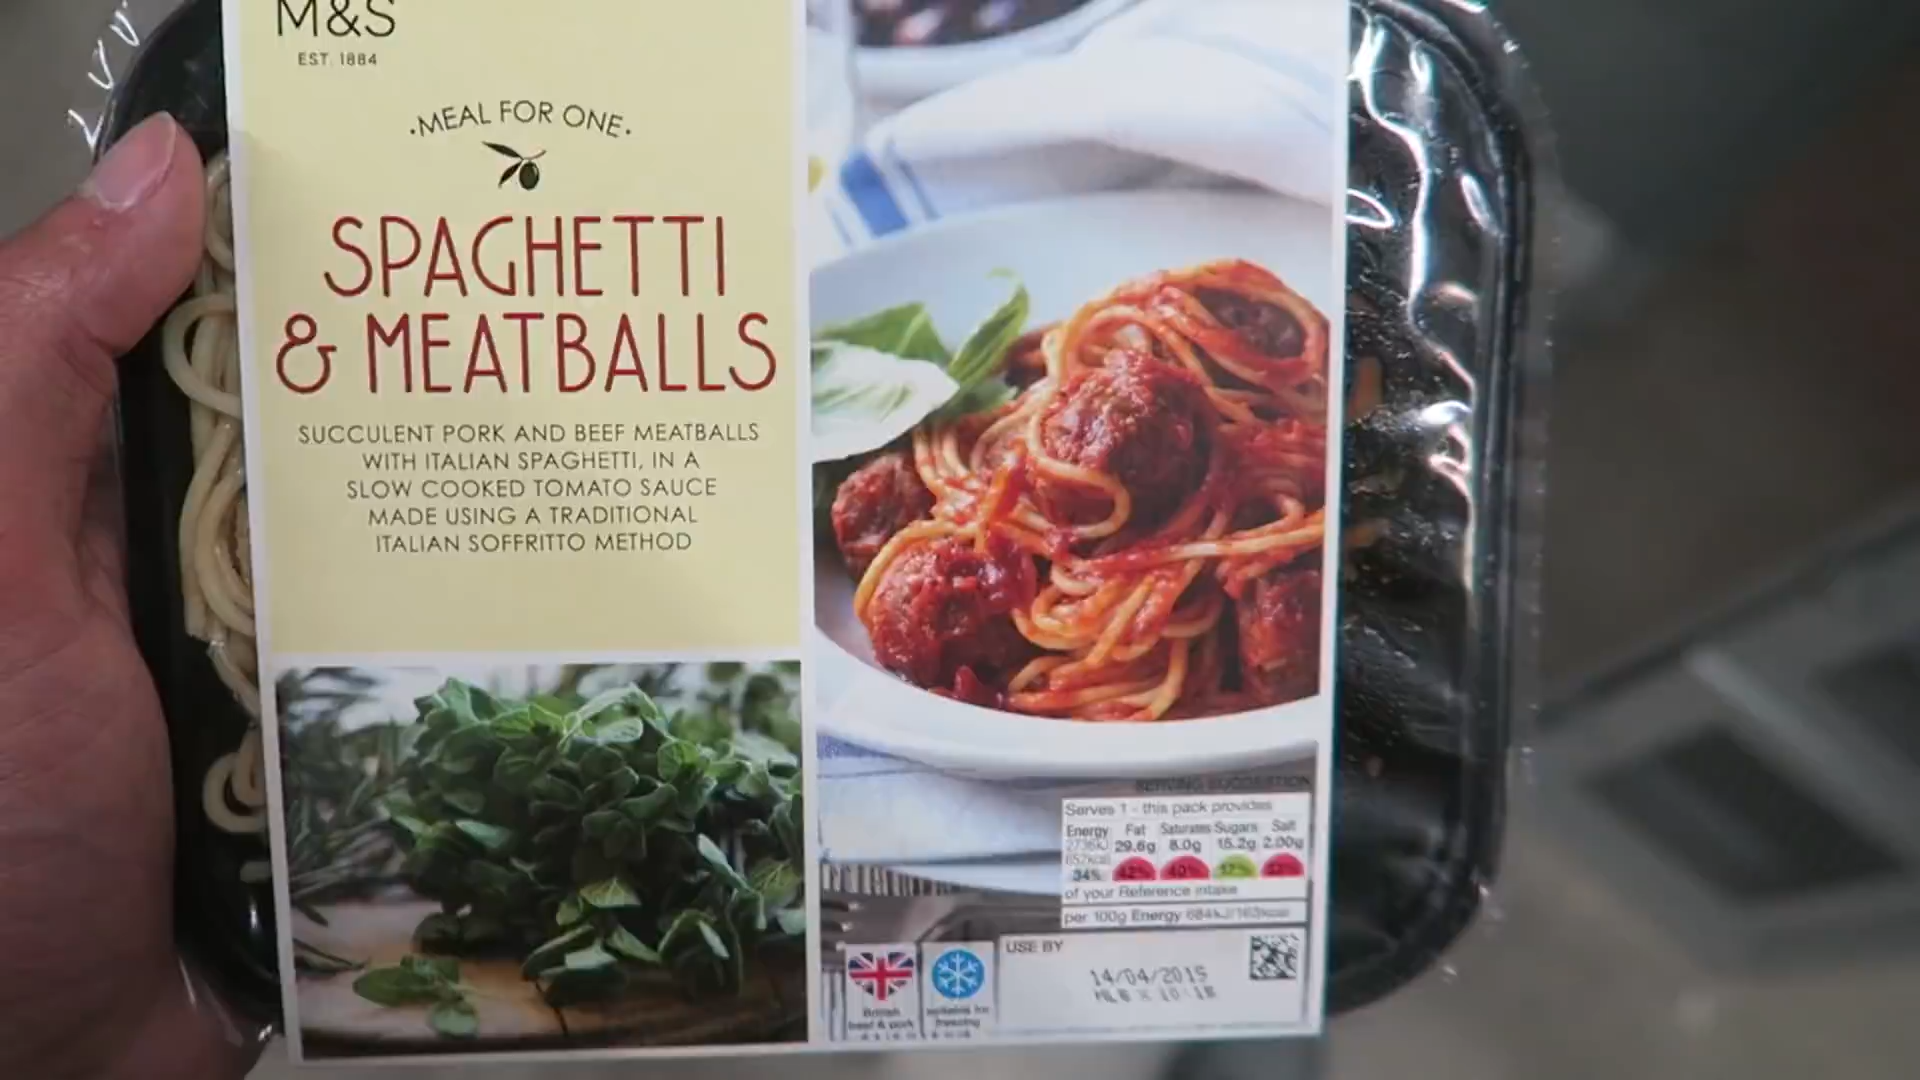 M&S
EST. 1884
·MEAL FOR ONE·
SPAGHETTI
& MEATBALLS
SUCCULENT PORK AND BEEF MEATBALLS
WITH ITALIAN SPAGHETTI, IN A
SLOW COOKED TOMATO SAUCE
MADE USING A TRADITIONAL
ITALIAN SOFFRITTO METHOD
SERVING SUGGESTION
Serves 1 - this pack provides
Energy Fat Saturates Sugars Salt
2736kJ 29.6g 8.0g 15.2g 2.00g
652kcal
34% 42% 40% 17%
of your Reference intake
per 100g Energy 684kJ/163kcal
USE BY
14/04/2015
British
beef & pork
suitable for
freezing